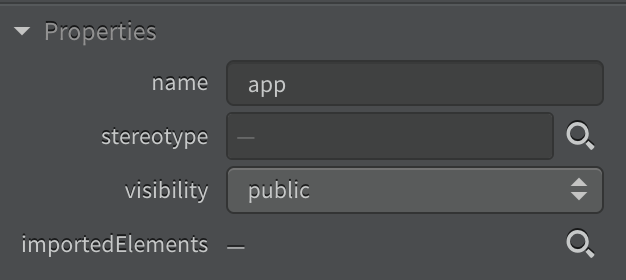 Properties
name app
stereotype —
visibility public
importedElements —